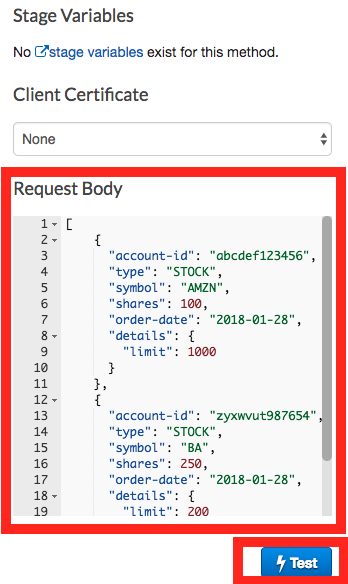 Stage Variables
No stage variables exist for this method.
Client Certificate
None
Request Body
1 [
2 {
3 "account-id": "abcdef123456",
4 "type": "STOCK",
5 "symbol": "AMZN",
6 "shares": 100,
7 "order-date": "2018-01-28",
8 "details": {
9 "limit": 1000
10 }
11 },
12 {
13 "account-id": "zyxwvut987654",
14 "type": "STOCK",
15 "symbol": "BA",
16 "shares": 250,
17 "order-date": "2018-01-28",
18 "details": {
19 "limit": 200
Test